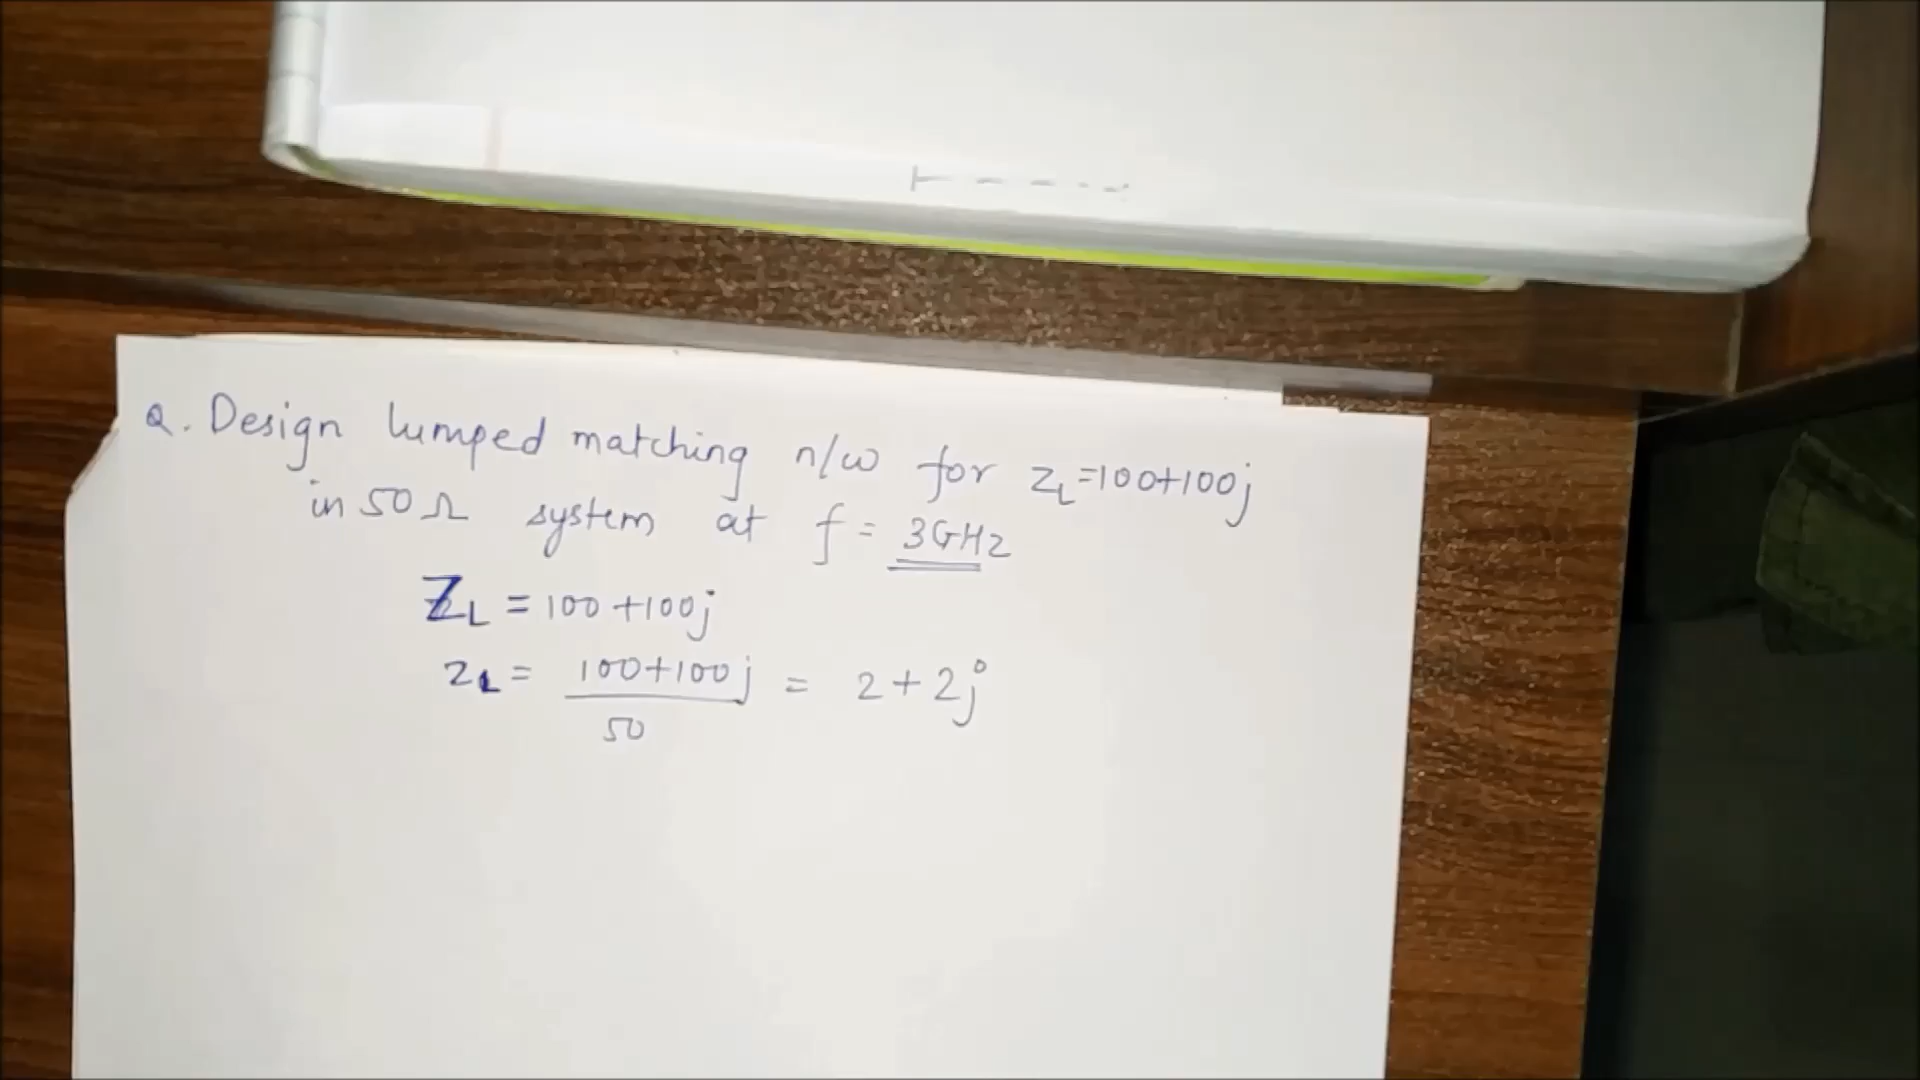 Q. Design lumped matching n/w for ZL=100+100j
in 50Ω system at f = 3GHz
ZL = 100+100j
zL = 100+100j / 50 = 2+2j